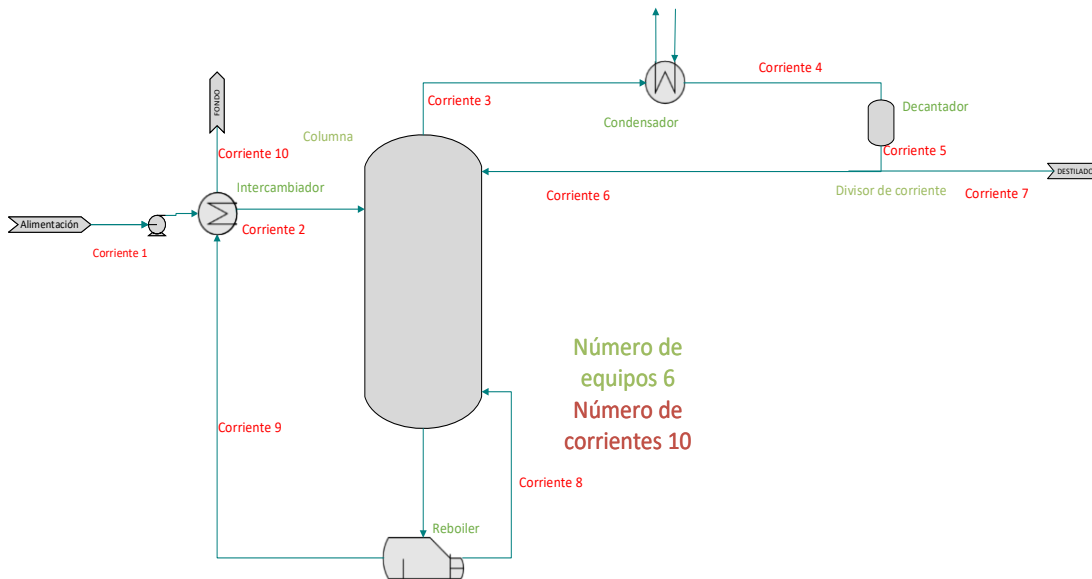 Corriente 4
Corriente 3
Decantador
FONDO
Condensador
Columna
Corriente 10
Corriente 5
DESTILADO
Intercambiador
Corriente 6
Divisor de corriente
Corriente 7
Alimentación
Corriente 2
Corriente 1
Número de
equipos 6
Número de
corrientes 10
Corriente 9
Corriente 8
Reboiler